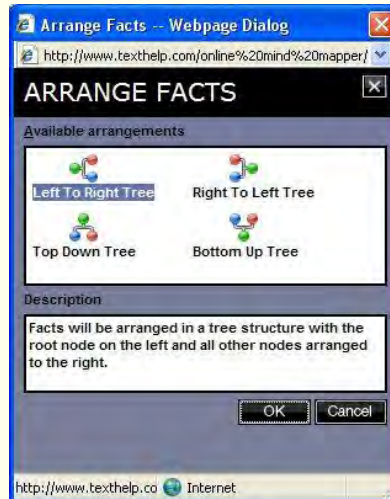 Arrange Facts -- Webpage Dialog
http://www.texthelp.com/online%20mind%20mapper/
ARRANGE FACTS
Available arrangements
Left To Right Tree
Right To Left Tree
Top Down Tree
Bottom Up Tree
Description
Facts will be arranged in a tree structure with the
root node on the left and all other nodes arranged
to the right.
OK
Cancel
http://www.texthelp.co
Internet